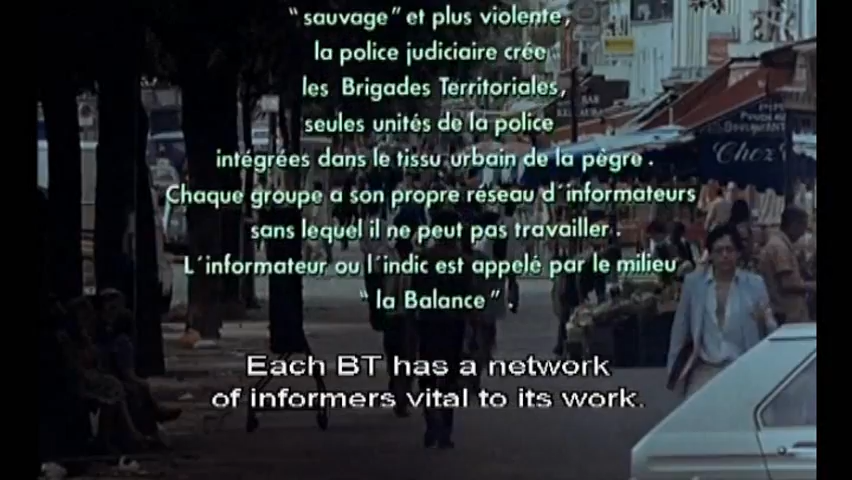 "sauvage" et plus violente,
la police judiciaire crée
les Brigades Territoriales,
seules unités de la police
intégrées dans le tissu urbain de la pègre.
Chaque groupe a son propre réseau d'informateurs
sans lequel il ne peut pas travailler.
L'informateur ou l'indic est appelé par le milieu
"la Balance".
Each BT has a network
of informers vital to its work.
BAR
Chez